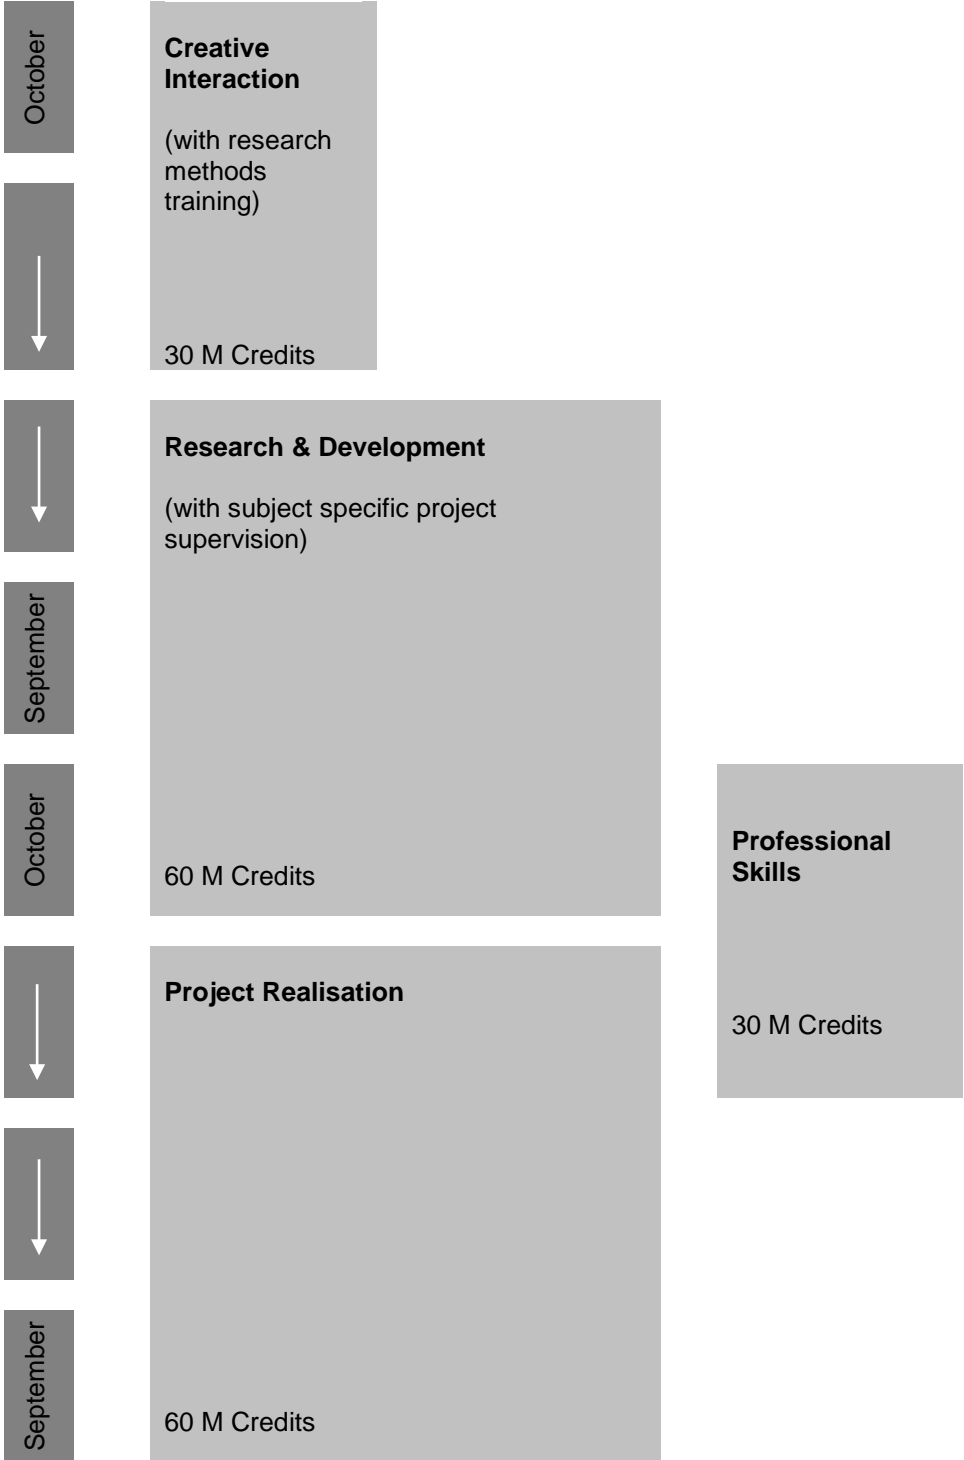 October
Creative
Interaction
(with research
methods
training)
30 M Credits
Research & Development
(with subject specific project
supervision)
September
October
60 M Credits
Professional
Skills
30 M Credits
Project Realisation
September
60 M Credits